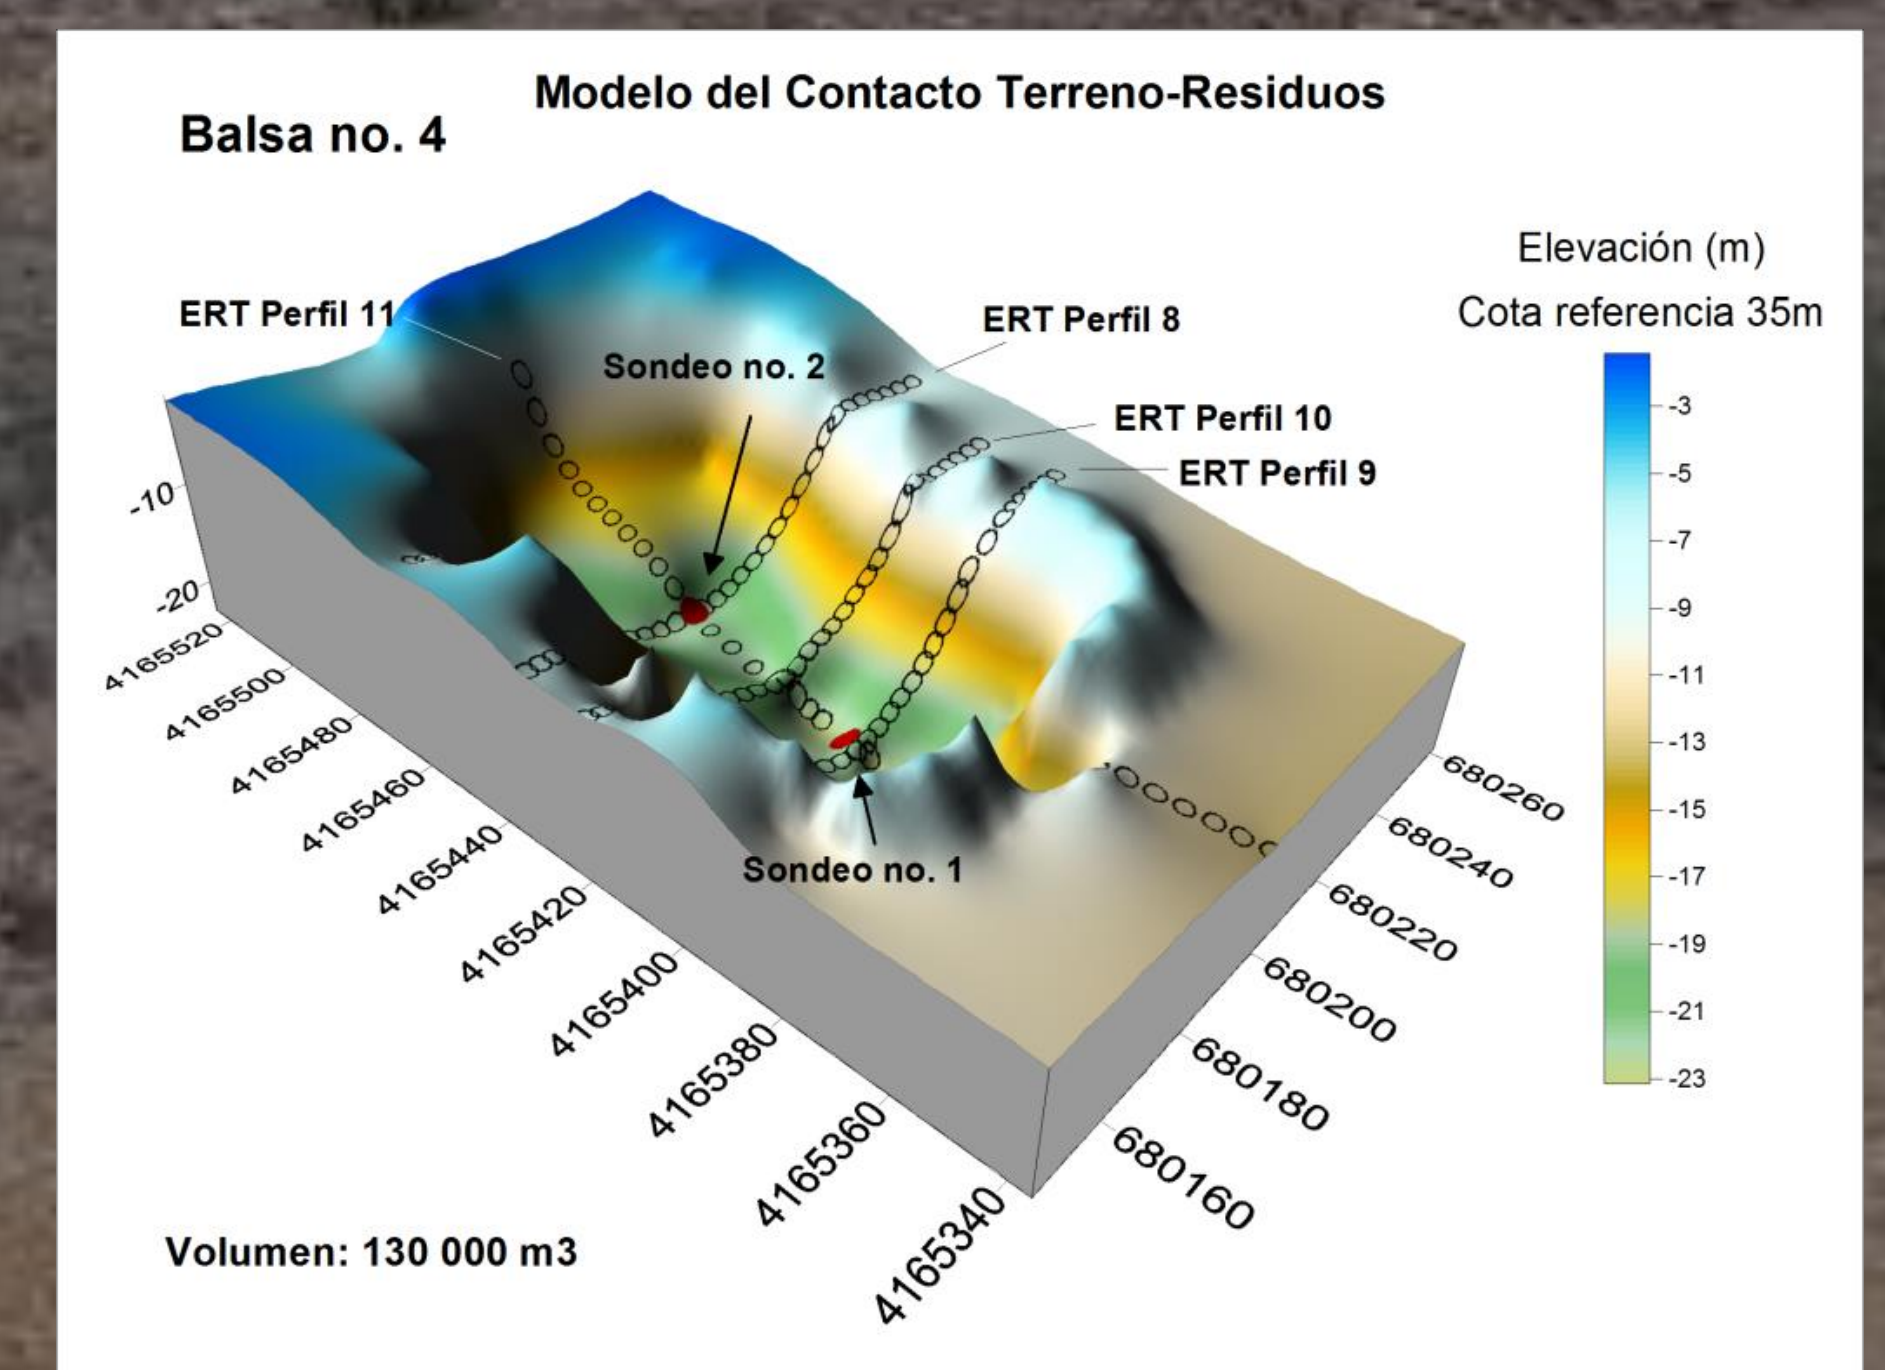 Modelo del Contacto Terreno-Residuos
Balsa no. 4
Elevación (m)
Cota referencia 35m
ERT Perfil 11
ERT Perfil 8
Sondeo no. 2
ERT Perfil 10
ERT Perfil 9
-3
-5
-7
-9
-11
-13
-15
-17
-19
-21
-23
-10
-20
4165520
4165500
4165480
4165460
4165440
4165420
4165400
4165380
4165360
4165340
680260
680240
680220
680200
680180
680160
Sondeo no. 1
Volumen: 130 000 m3